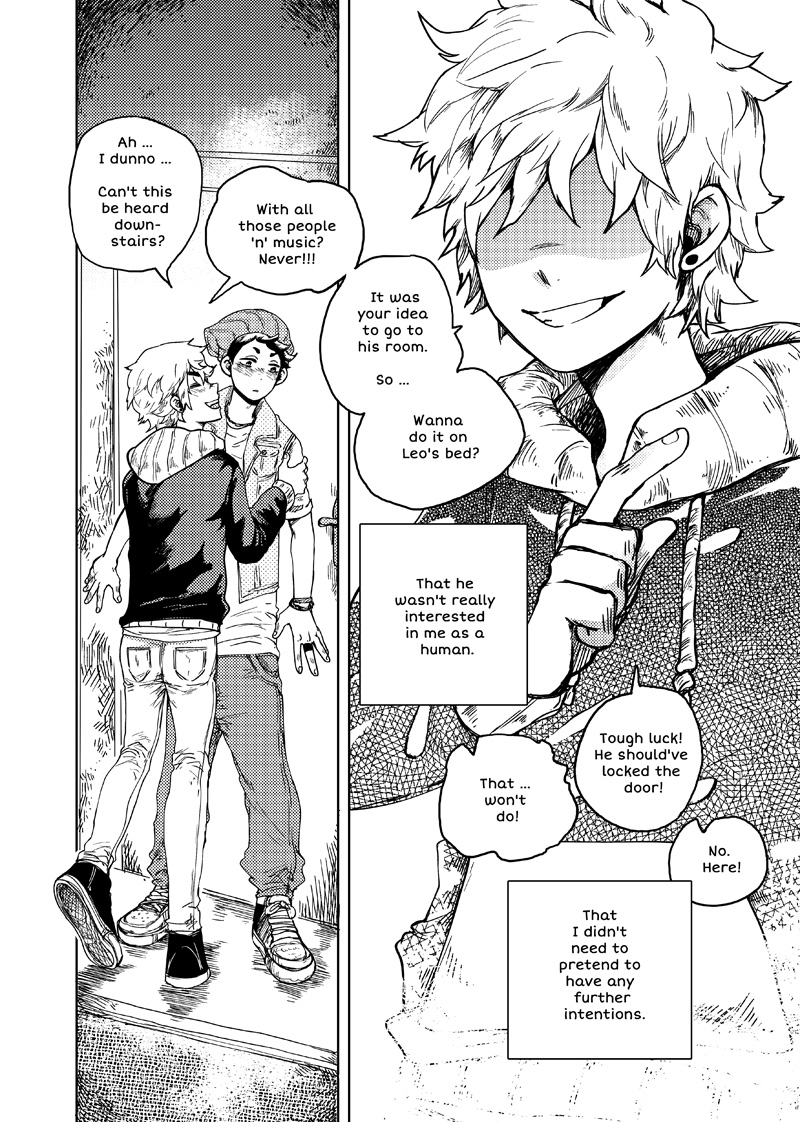 Ah ...
I dunno ...
Can't this
be heard
down-
stairs?
With all
those people
'n' music?
Never!!!
It was
your idea
to go to
his room.
So ...
Wanna
do it on
Leo's bed?
That he
wasn't really
interested
in me as a
human.
Tough luck!
He should've
locked the
door!
That ...
won't
do!
No.
Here!
That
I didn't
need to
pretend to
have any
further
intentions.